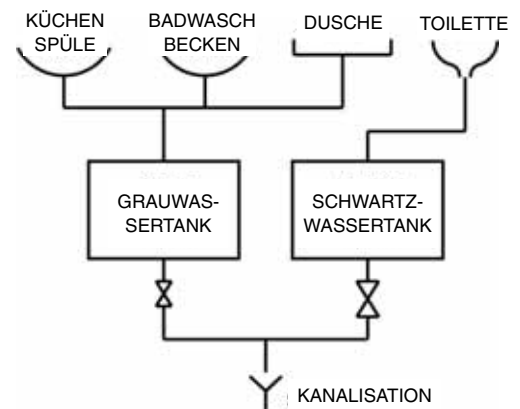 KÜCHEN
SPÜLE
BADWASCH
BECKEN
DUSCHE
TOILETTE
GRAUWAS-
SERTANK
SCHWARTZ-
WASSERTANK
KANALISATION